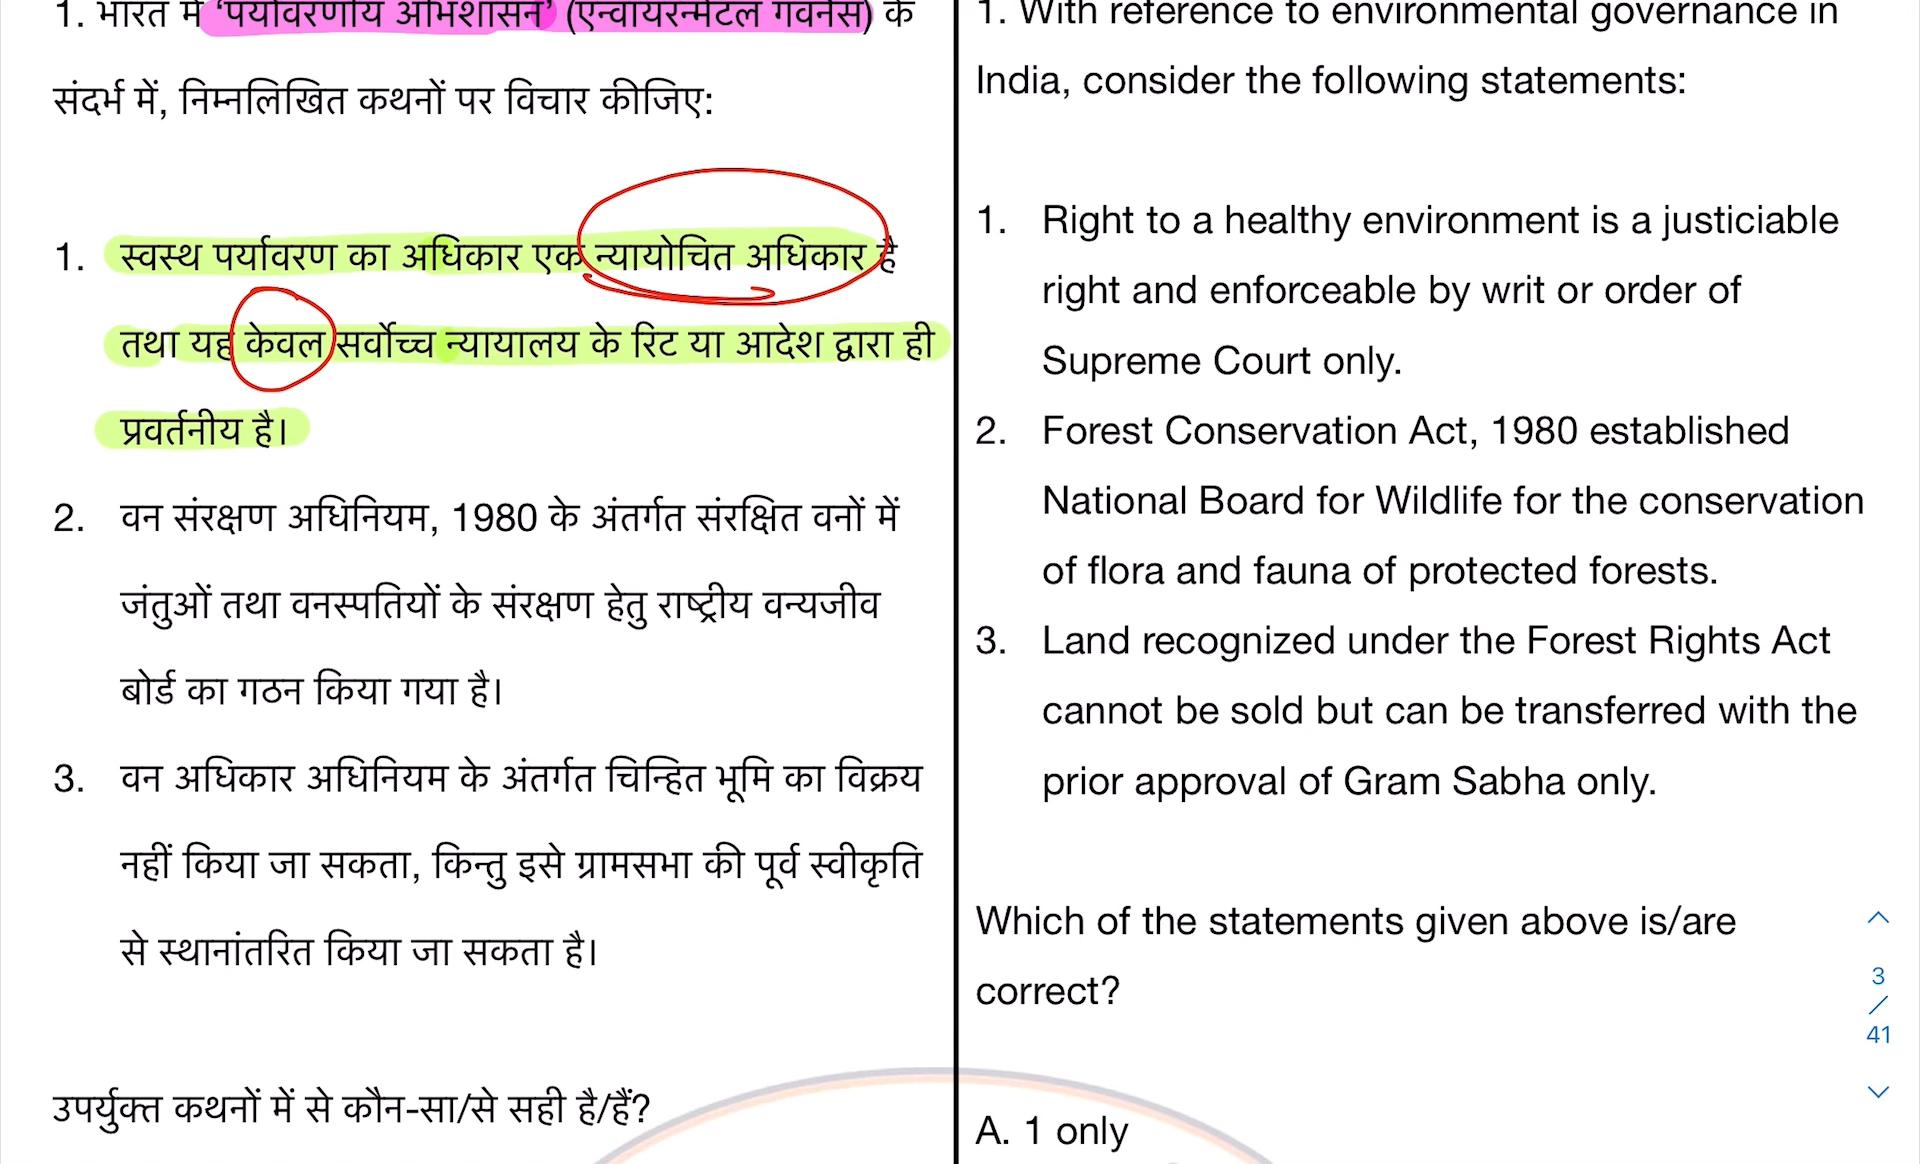 1. भारत में ‘पर्यावरणीय अभिशासन’ (एन्वायरन्मेंटल गवर्नेंस) के
संदर्भ में, निम्नलिखित कथनों पर विचार कीजिए:
1. स्वस्थ पर्यावरण का अधिकार एक न्यायोचित अधिकार है
तथा यह केवल सर्वोच्च न्यायालय के रिट या आदेश द्वारा ही
प्रवर्तनीय है।
2. वन संरक्षण अधिनियम, 1980 के अंतर्गत संरक्षित वनों में
जंतुओं तथा वनस्पतियों के संरक्षण हेतु राष्ट्रीय वन्यजीव
बोर्ड का गठन किया गया है।
3. वन अधिकार अधिनियम के अंतर्गत चिन्हित भूमि का विक्रय
नहीं किया जा सकता, किन्तु इसे ग्रामसभा की पूर्व स्वीकृति
से स्थानांतरित किया जा सकता है।
उपर्युक्त कथनों में से कौन-सा/से सही है/हैं?
1. With reference to environmental governance in
India, consider the following statements:
1. Right to a healthy environment is a justiciable
right and enforceable by writ or order of
Supreme Court only.
2. Forest Conservation Act, 1980 established
National Board for Wildlife for the conservation
of flora and fauna of protected forests.
3. Land recognized under the Forest Rights Act
cannot be sold but can be transferred with the
prior approval of Gram Sabha only.
Which of the statements given above is/are
correct?
A. 1 only
3
/
41